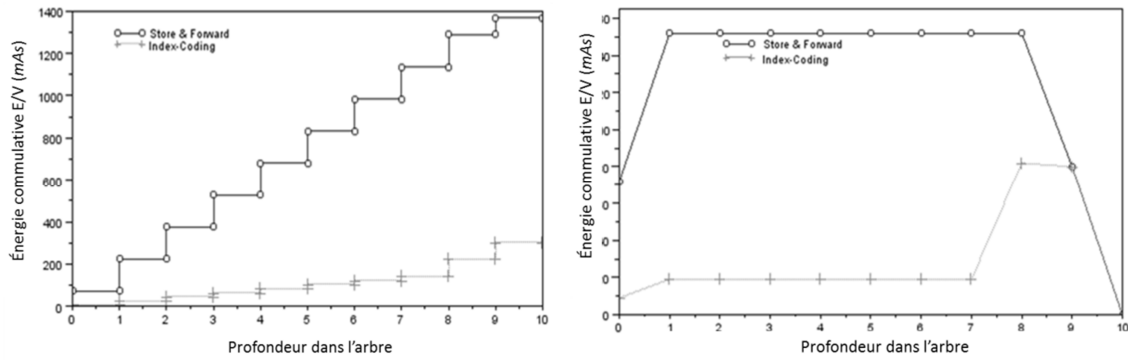 Énergie commulative E/V (mAs)
1400
1200
1000
800
600
400
200
0
Store & Forward
Index-Coding
0 1 2 3 4 5 6 7 8 9 10
Profondeur dans l'arbre
Énergie commulative E/V (mAs)
Store & Forward
Index-Coding
0 1 2 3 4 5 6 7 8 9 10
Profondeur dans l'arbre